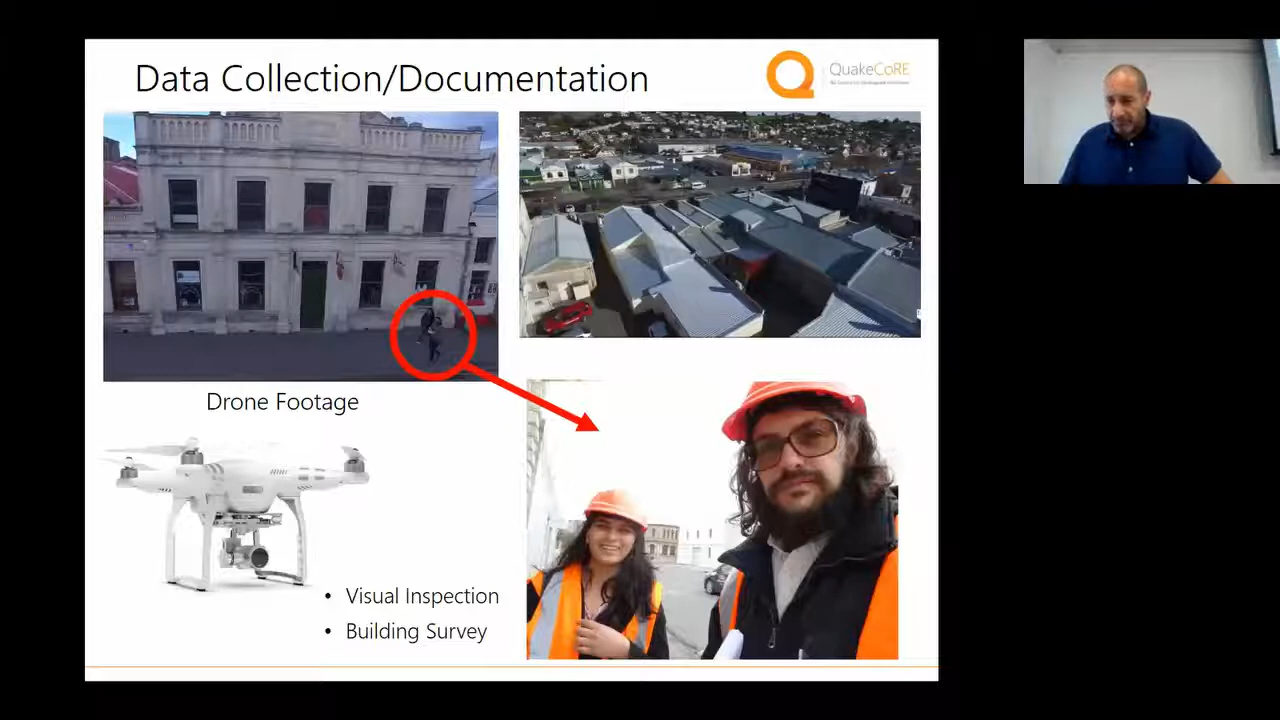 Data Collection/Documentation
QuakeCoRE
Drone Footage
• Visual Inspection
• Building Survey